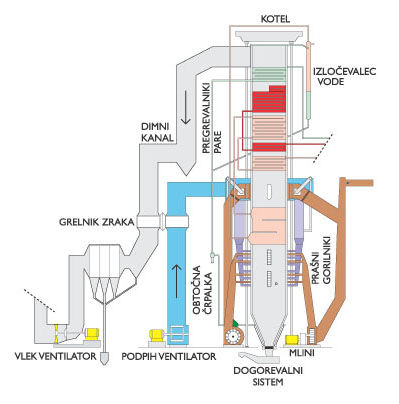 KOTEL
IZLOČEVALEC
VODE
PREGREVALNIKI
PARE
DIMNI
KANAL
GRELNIK ZRAKA
OBTOČNA
ČRPALKA
PRAŠNI
GORILNIKI
VLEK VENTILATOR
PODPIH VENTILATOR
MLINI
DOGOREVALNI
SISTEM